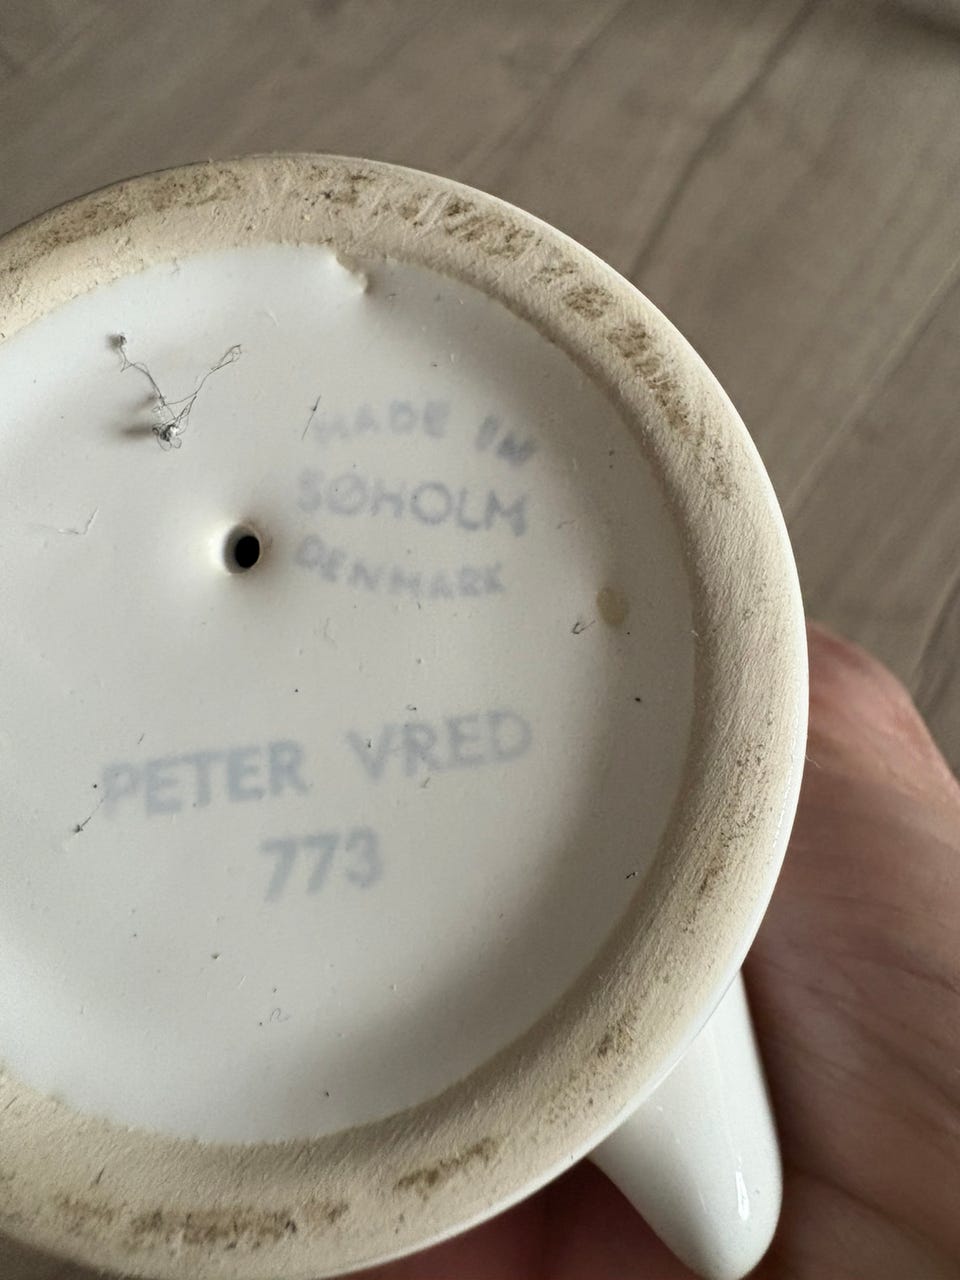 MADE IN
SØHOLM
DENMARK
PETER VRED
773